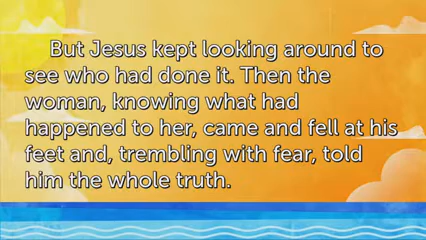 But Jesus kept looking around to
see who had done it. Then the
woman, knowing what had
happened to her, came and fell at his
feet and, trembling with fear, told
him the whole truth.